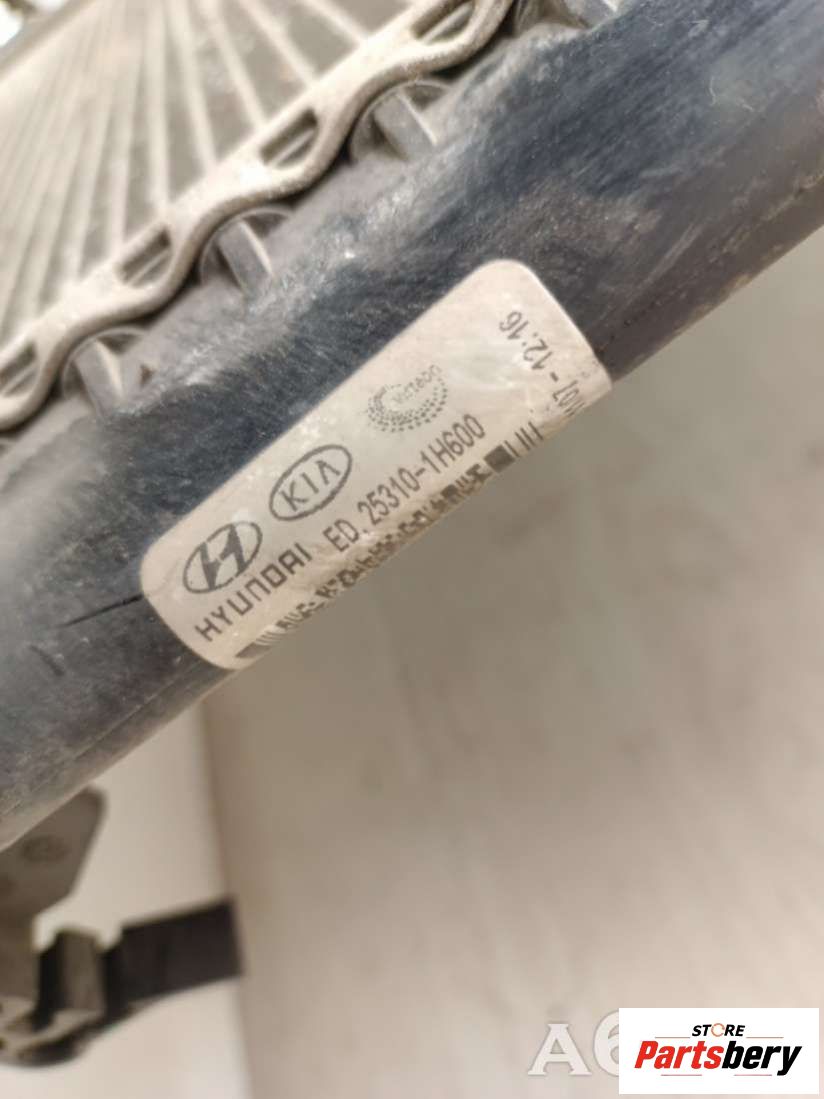 Visteon
KIA
HYUNDAI
ED, 25310-1H600
- 12:16
STORE
Partsbery